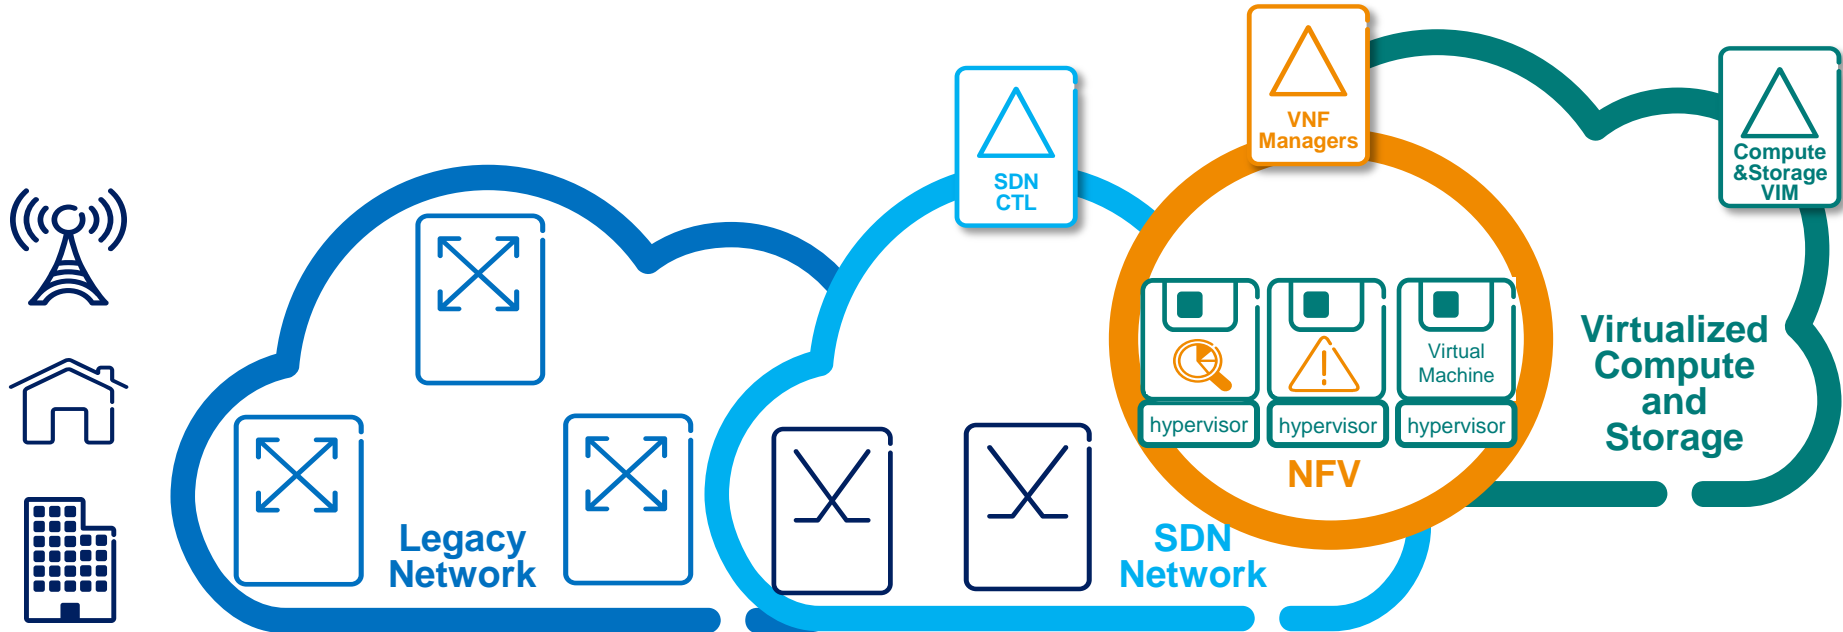 VNF
Managers
Compute
&Storage
VIM
SDN
CTL
Virtual
Machine
hypervisor
hypervisor
hypervisor
NFV
Virtualized
Compute
and
Storage
Legacy
Network
SDN
Network